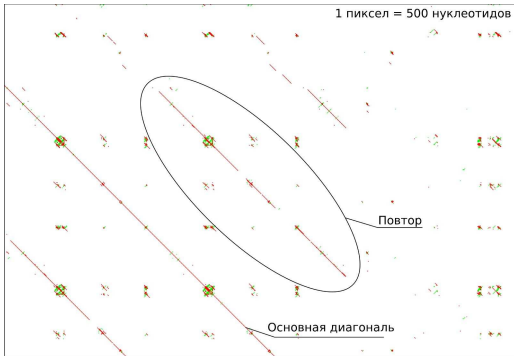 1 пиксел = 500 нуклеотидов
Повтор
Основная диагональ